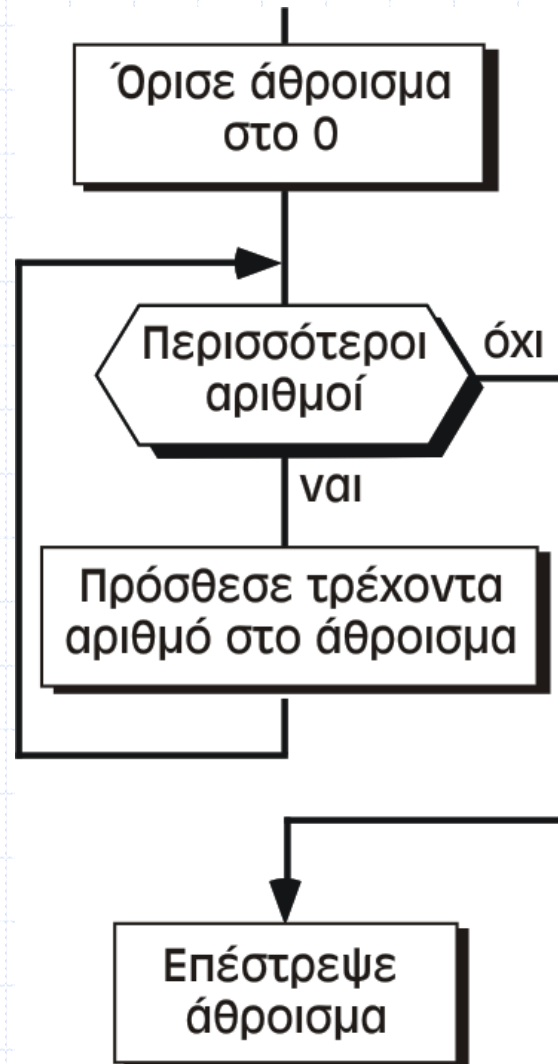 Όρισε άθροισμα
στο 0
Περισσότεροι
αριθμοί
όχι
ναι
Πρόσθεσε τρέχοντα
αριθμό στο άθροισμα
Επέστρεψε
άθροισμα